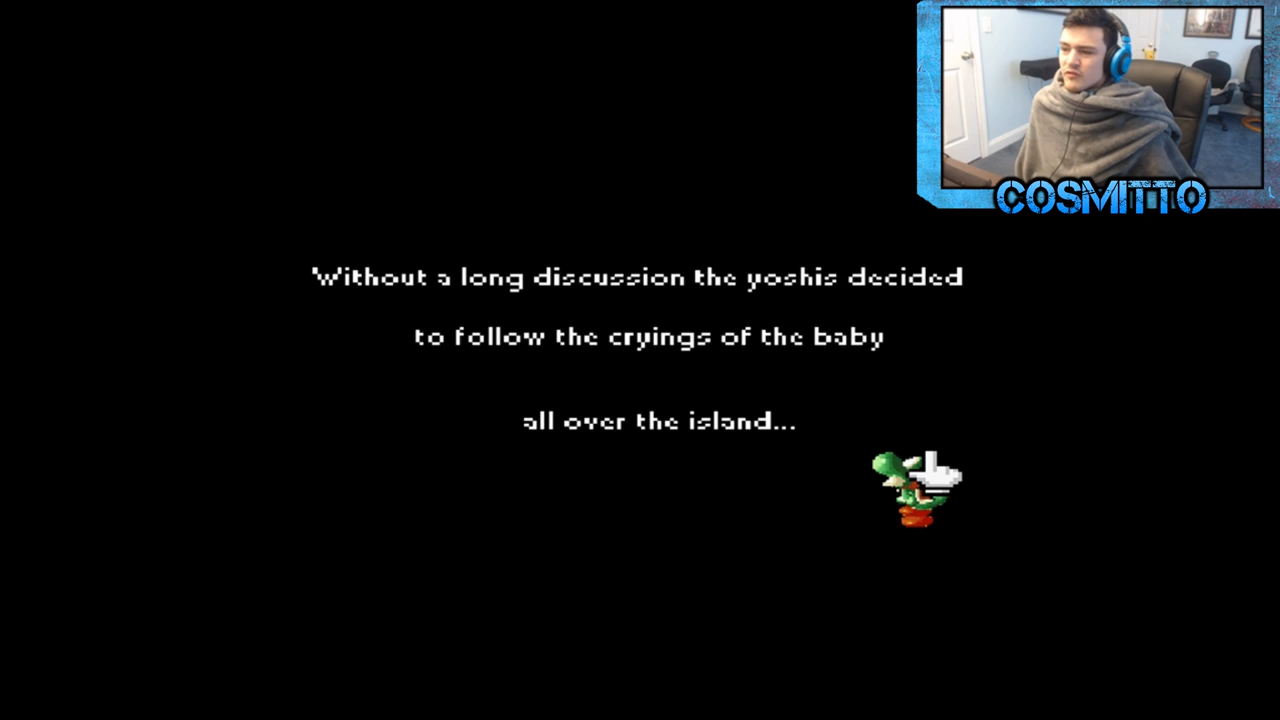 COSMITTO
Without a long discussion the yoshis decided
to follow the cryings of the baby
all over the island...